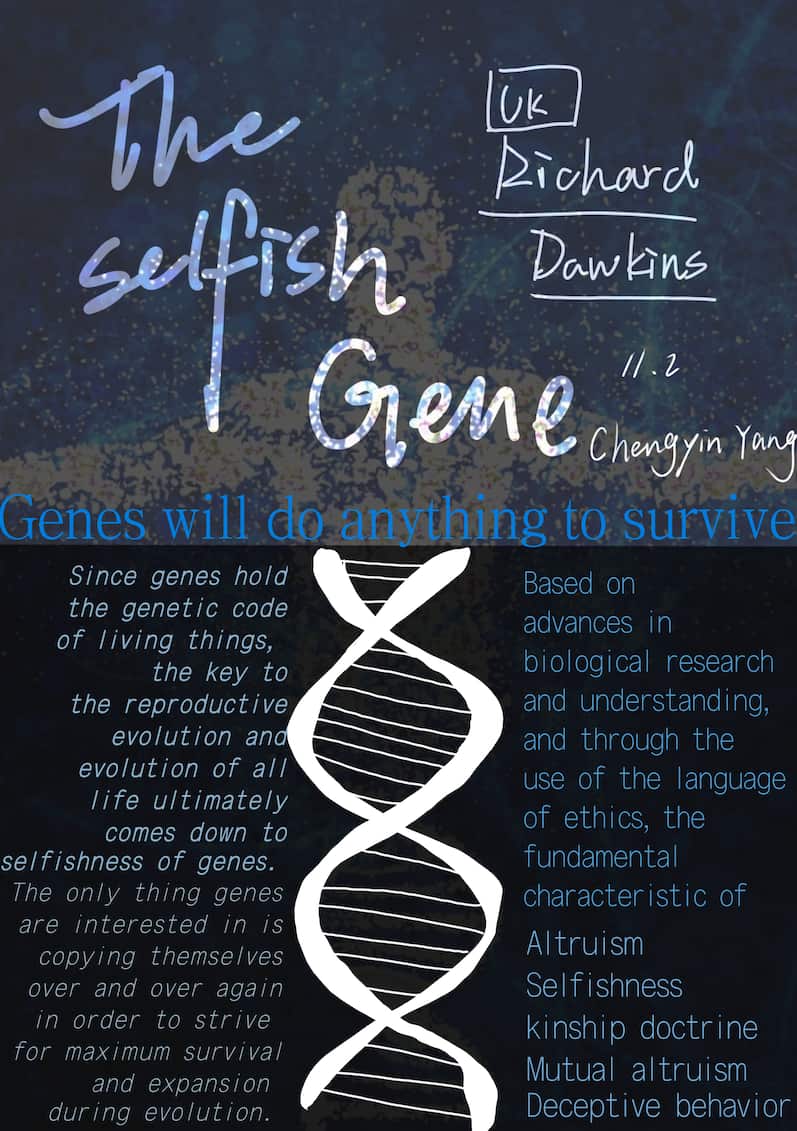 The
selfish
Gene
UK
Richard
Dawkins
11.2
Chengyin Yang
Genes will do anything to survive
Since genes hold
the genetic code
of living things,
the key to
the reproductive
evolution and
evolution of all
life ultimately
comes down to
selfishness of genes.
The only thing genes
are interested in is
copying themselves
over and over again
in order to strive
for maximum survival
and expansion
during evolution.
Based on
advances in
biological research
and understanding,
and through the
use of the language
of ethics, the
fundamental
characteristic of
Altruism
Selfishness
kinship doctrine
Mutual altruism
Deceptive behavior